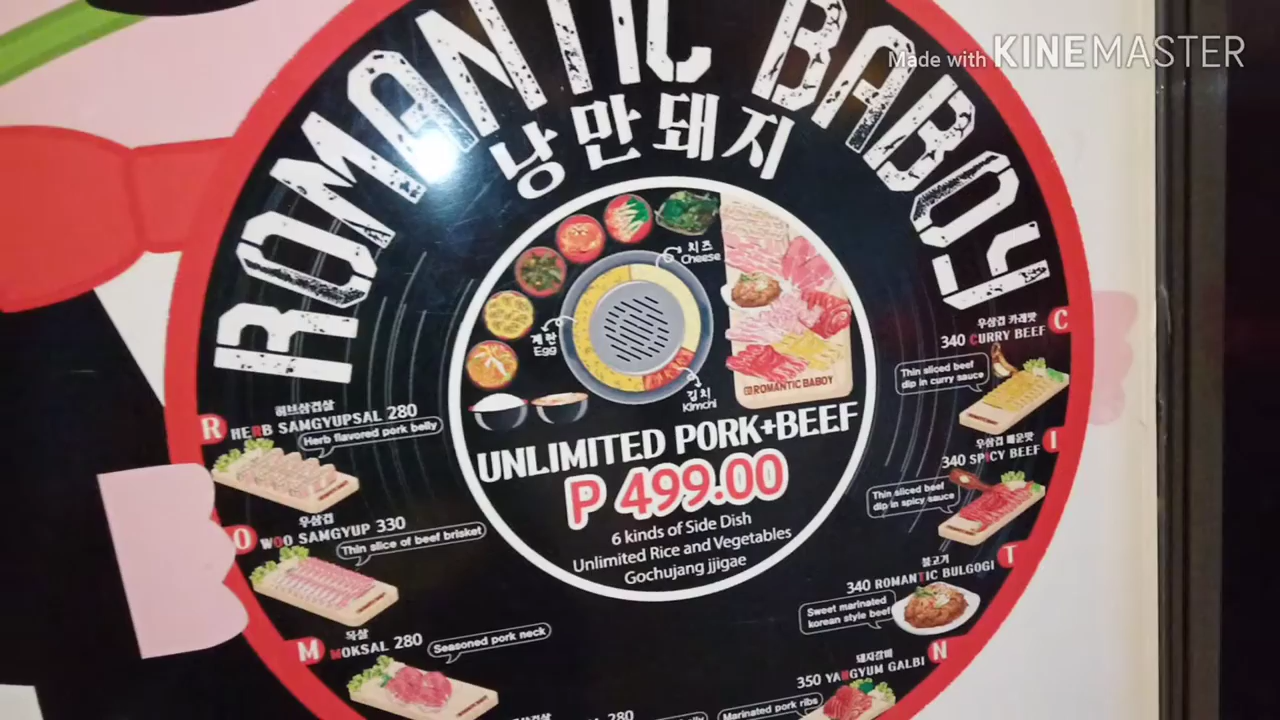 Made with KINEMASTER
ROMANTIC BABOY
낭만돼지
치즈
Cheese
계란
Egg
김치
Kimchi
ROMANTIC BABOY
UNLIMITED PORK+BEEF
P 499.00
6 kinds of Side Dish
Unlimited Rice and Vegetables
Gochujang jjigae
R
허브삼겹살
HERB SAMGYUPSAL 280
Herb flavored pork belly
O
우삼겹
WOO SAMGYUP 330
Thin slice of beef brisket
M
목살
MOKSAL 280
Seasoned pork neck
280
C
우삼겹 카레맛
340 CURRY BEEF
Thin sliced beef
dip in curry sauce
I
우삼겹 매운맛
340 SPICY BEEF
Thin sliced beef
dip in spicy sauce
T
불고기
340 ROMANTIC BULGOGI
Sweet marinated
korean style beef
N
돼지갈비
350 YANGYUM GALBI
Marinated pork ribs